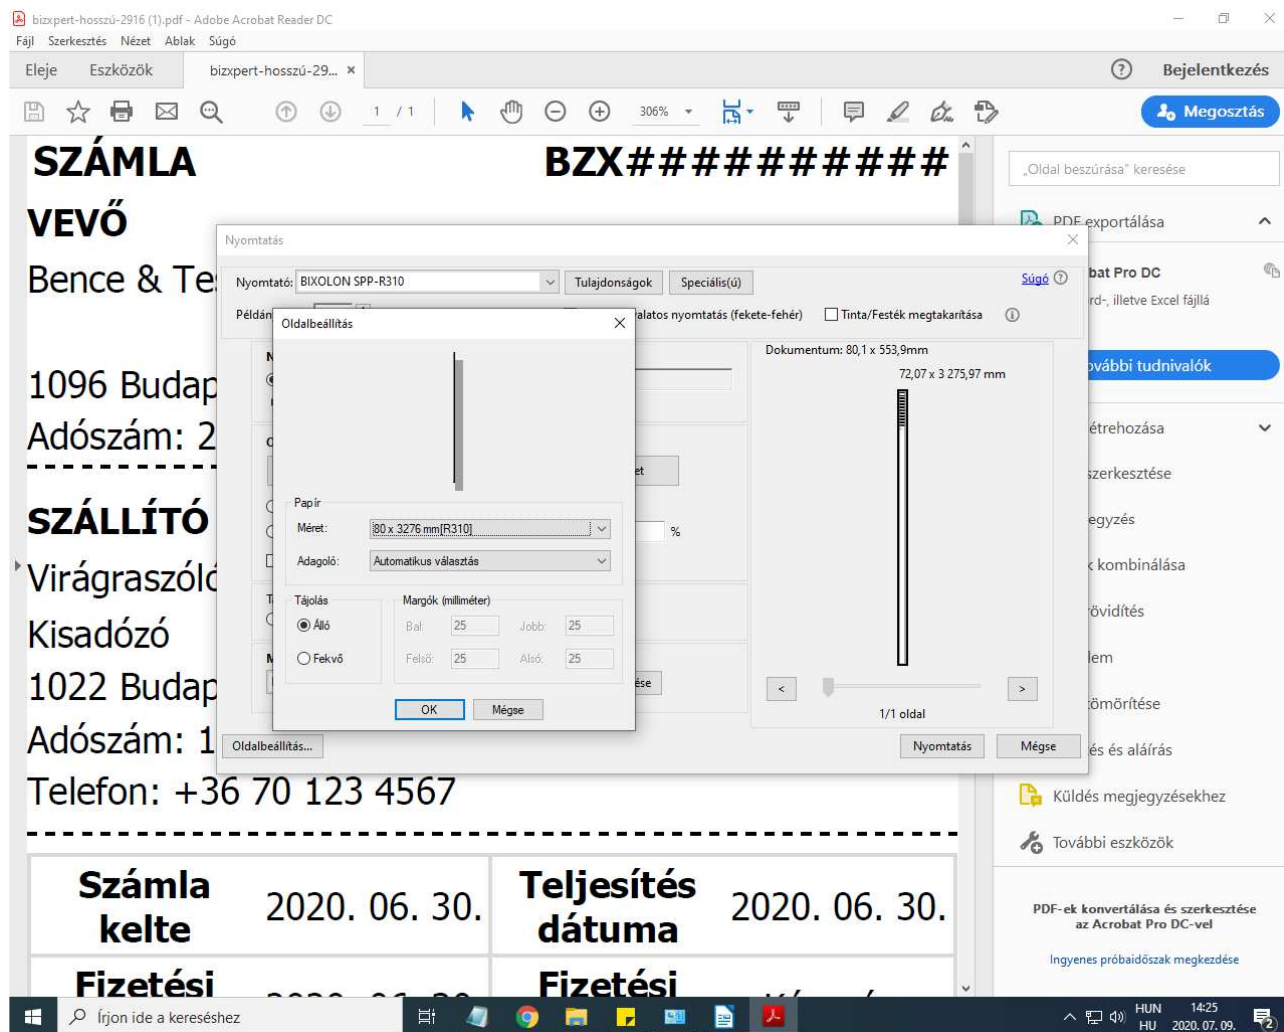 bizxpert-hosszú-2916 (1).pdf - Adobe Acrobat Reader DC
Fájl Szerkesztés Nézet Ablak Súgó
Eleje Eszközök bizxpert-hosszú-29... × Bejelentkezés
1 / 1 306% Megosztás
SZÁMLA BZX##########
„Oldal beszúrása" keresése
VEVŐ
PDF exportálása
Nyomtatás
Bence & Te
bat Pro DC
Nyomtató: BIXOLON SPP-R310 Tulajdonságok Speciális(ú) Súgó
rd-, illetve Excel fájllá
Példán
valatos nyomtatás (fekete-fehér) Tinta/Festék megtakarítása
Oldalbeállítás
Dokumentum: 80,1 x 553,9mm
72,07 x 3 275,97 mm
ovábbi tudnivalók
1096 Budap
Adószám: 2
étrehozása
et
szerkesztése
Papír
SZÁLLÍTÓ
Méret: 80 x 3276 mm[R310]
%
egyzés
Adagoló: Automatikus választás
k kombinálása
Virágraszóló
Tájolás Margók (milliméter)
Álló Bal: 25 Jobb: 25
rövidítés
Kisadózó
Fekvő Felső: 25 Alsó: 25
lem
1022 Budap
ése
< >
OK Mégse
1/1 oldal
ömörítése
Adószám: 1
Oldalbeállítás... Nyomtatás Mégse
és és aláírás
Telefon: +36 70 123 4567
Küldés megjegyzésekhez
További eszközök
Számla kelte 2020. 06. 30. Teljesítés dátuma 2020. 06. 30.
PDF-ek konvertálása és szerkesztése
az Acrobat Pro DC-vel
Ingyenes próbaidőszak megkezdése
Fizetési Fizetési
Írjon ide a kereséshez
HUN 14:25
HU 2020. 07. 09.